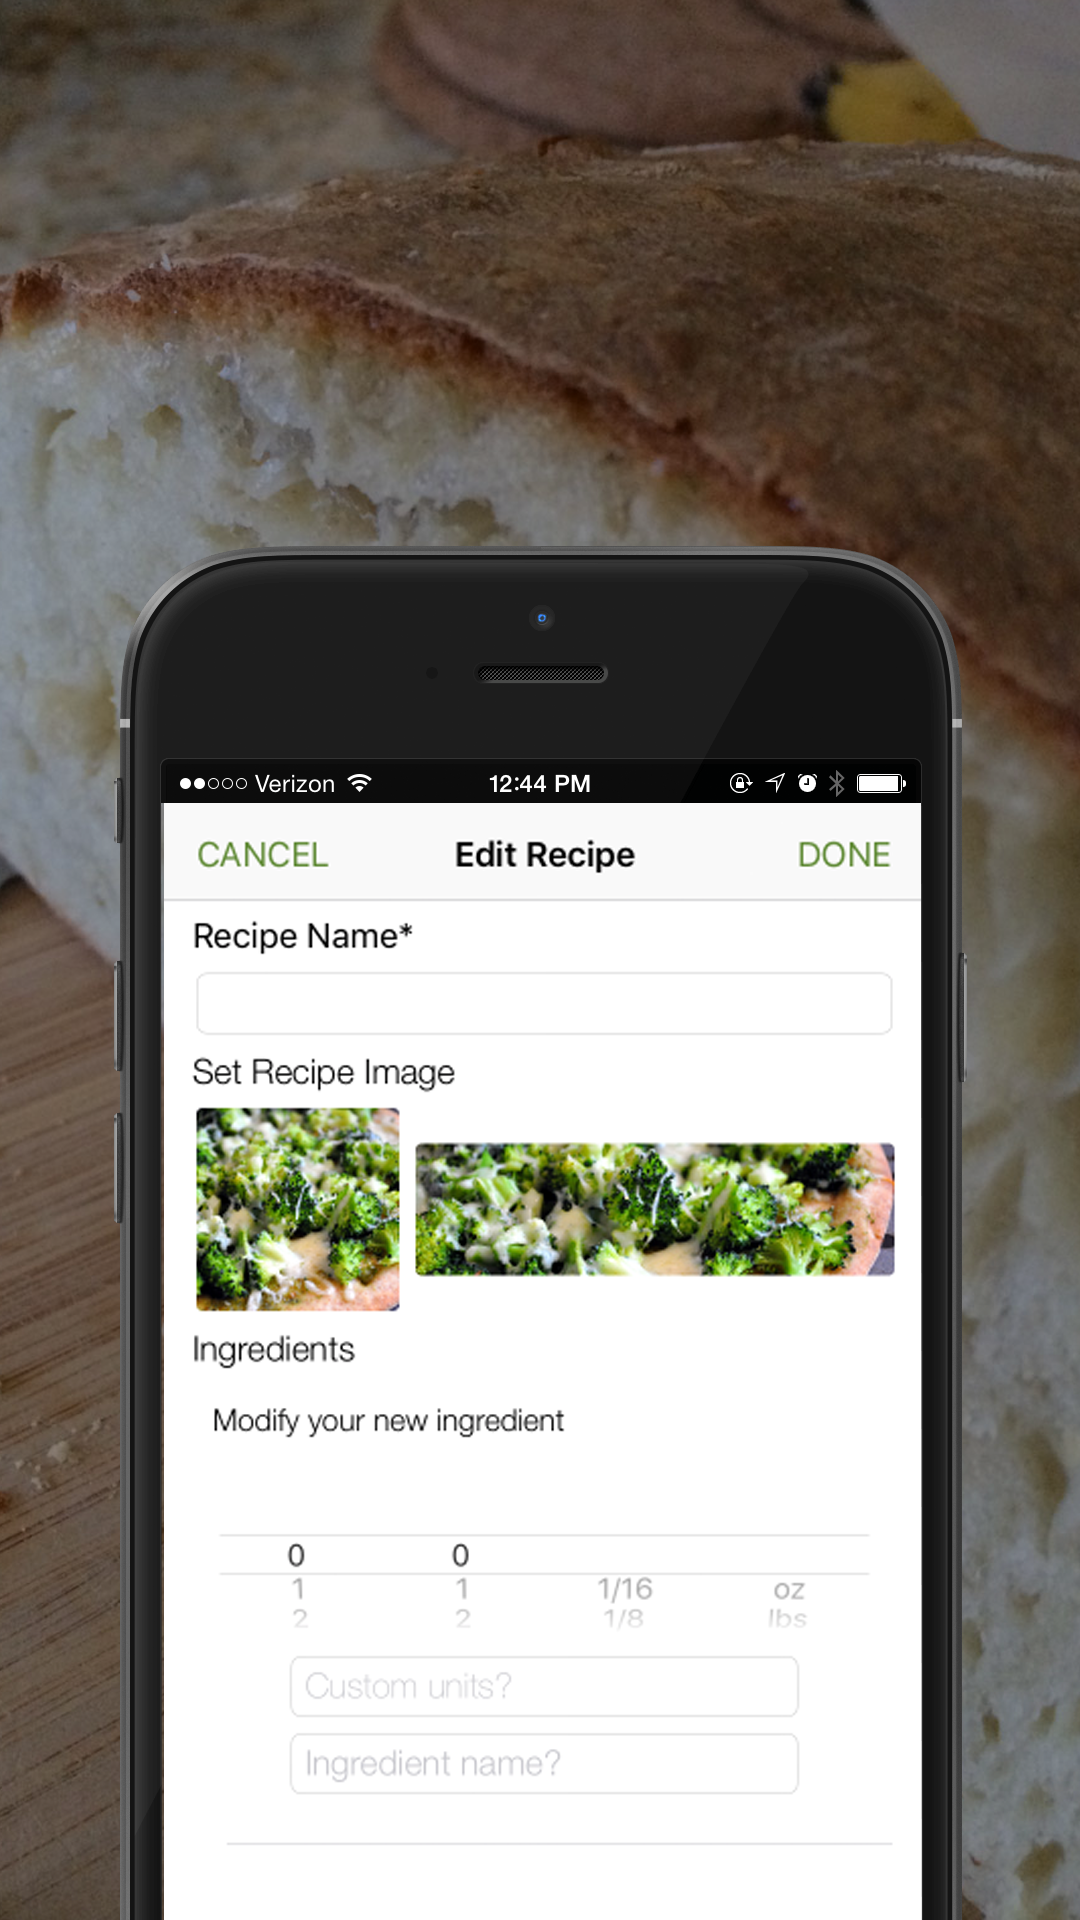 Verizon 12:44 PM
CANCEL Edit Recipe DONE
Recipe Name*
Set Recipe Image
Ingredients
Modify your new ingredient
0 0
1 1 1/16 oz
2 2 1/8 lbs
Custom units?
Ingredient name?